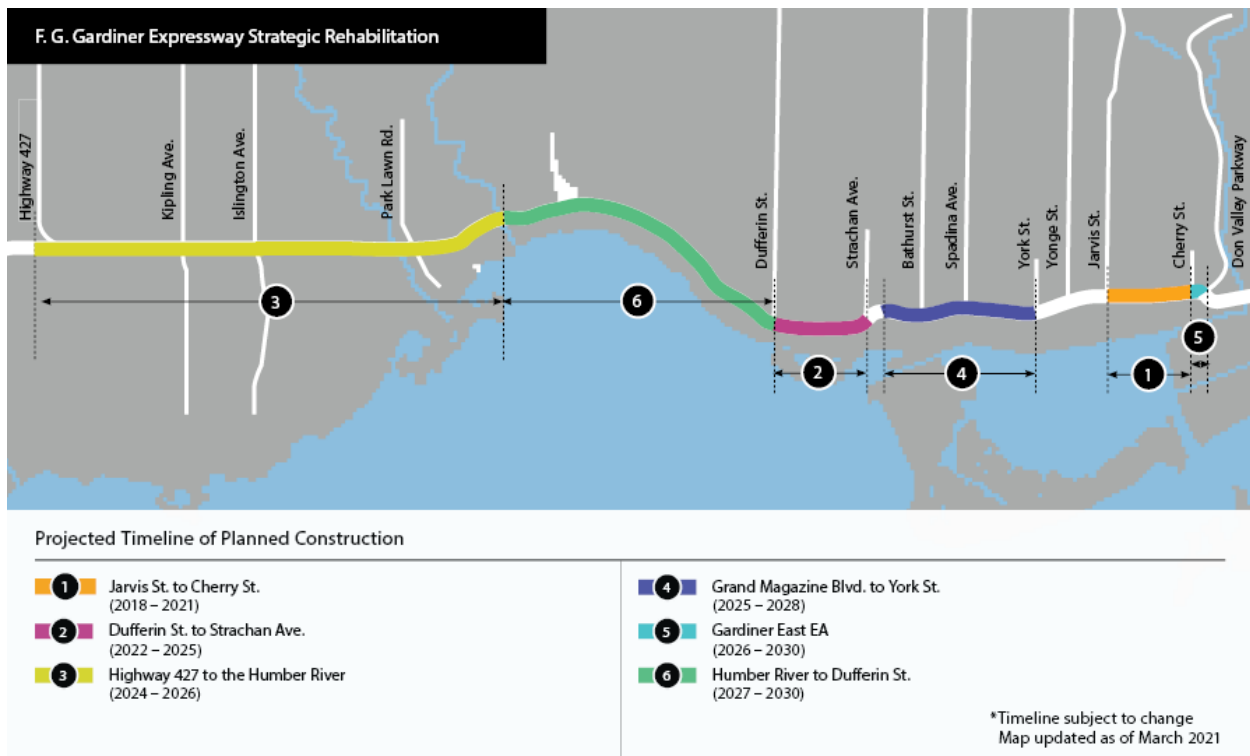 F. G. Gardiner Expressway Strategic Rehabilitation
Highway 427
Kipling Ave.
Islington Ave.
Park Lawn Rd.
Dufferin St.
Strachan Ave.
Bathurst St.
Spadina Ave.
York St.
Yonge St.
Jarvis St.
Cherry St.
Don Valley Parkway
3
6
2
4
1
5
Projected Timeline of Planned Construction
1 Jarvis St. to Cherry St.
(2018 – 2021)
2 Dufferin St. to Strachan Ave.
(2022 – 2025)
3 Highway 427 to the Humber River
(2024 – 2026)
4 Grand Magazine Blvd. to York St.
(2025 – 2028)
5 Gardiner East EA
(2026 – 2030)
6 Humber River to Dufferin St.
(2027 – 2030)
*Timeline subject to change
Map updated as of March 2021